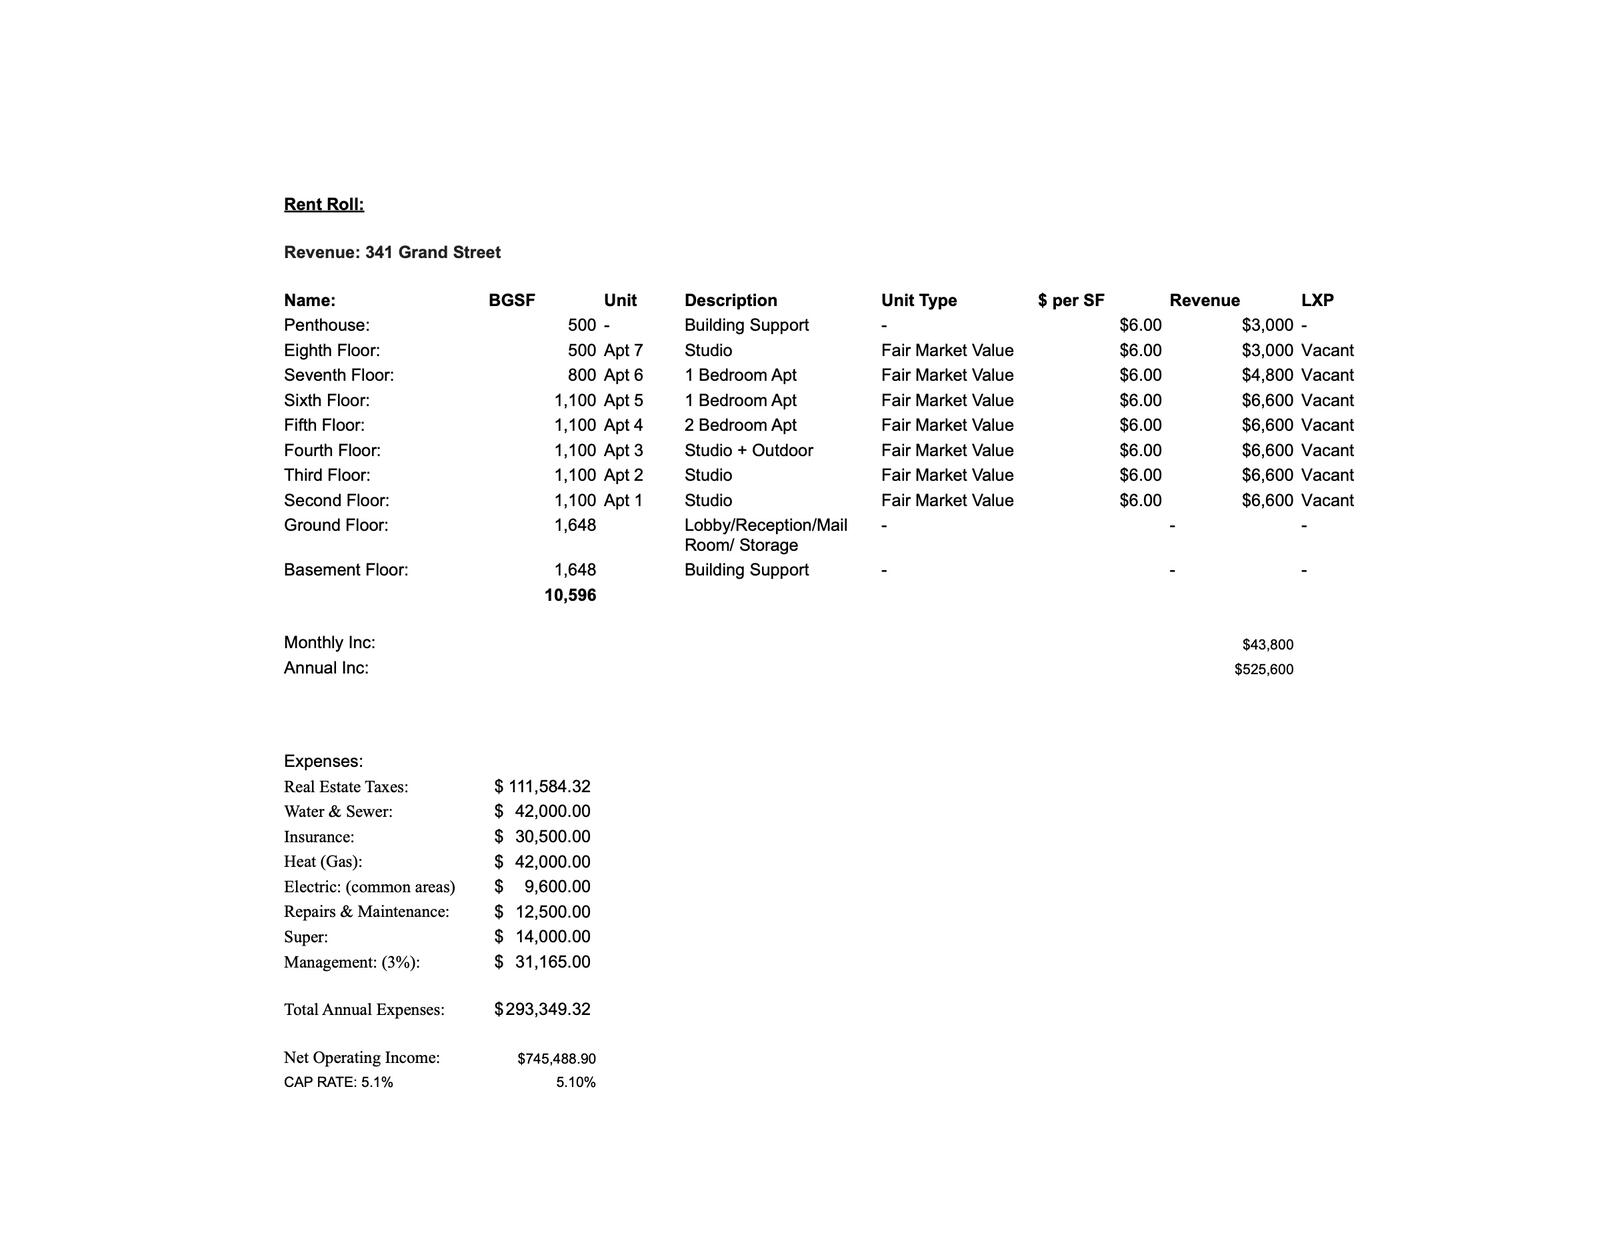 Rent Roll:
Revenue: 341 Grand Street
Name: BGSF Unit Description Unit Type $ per SF Revenue LXP
Penthouse: 500 - Building Support - $6.00 $3,000 -
Eighth Floor: 500 Apt 7 Studio Fair Market Value $6.00 $3,000 Vacant
Seventh Floor: 800 Apt 6 1 Bedroom Apt Fair Market Value $6.00 $4,800 Vacant
Sixth Floor: 1,100 Apt 5 1 Bedroom Apt Fair Market Value $6.00 $6,600 Vacant
Fifth Floor: 1,100 Apt 4 2 Bedroom Apt Fair Market Value $6.00 $6,600 Vacant
Fourth Floor: 1,100 Apt 3 Studio + Outdoor Fair Market Value $6.00 $6,600 Vacant
Third Floor: 1,100 Apt 2 Studio Fair Market Value $6.00 $6,600 Vacant
Second Floor: 1,100 Apt 1 Studio Fair Market Value $6.00 $6,600 Vacant
Ground Floor: 1,648 Lobby/Reception/Mail - - -
Room/ Storage
Basement Floor: 1,648 Building Support - - -
10,596
Monthly Inc: $43,800
Annual Inc: $525,600
Expenses:
Real Estate Taxes: $ 111,584.32
Water & Sewer: $ 42,000.00
Insurance: $ 30,500.00
Heat (Gas): $ 42,000.00
Electric: (common areas) $ 9,600.00
Repairs & Maintenance: $ 12,500.00
Super: $ 14,000.00
Management: (3%): $ 31,165.00
Total Annual Expenses: $293,349.32
Net Operating Income: $745,488.90
CAP RATE: 5.1% 5.10%